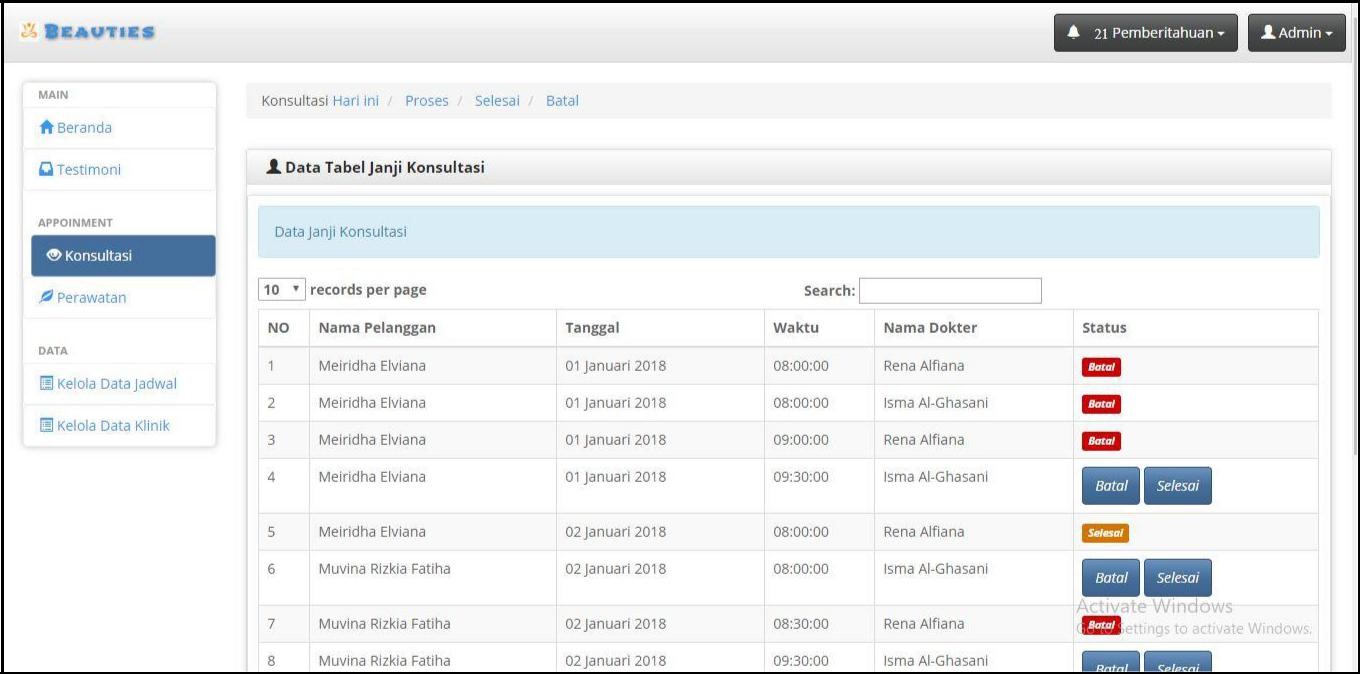 BEAUTIES
21 Pemberitahuan
Admin
MAIN
Beranda
Testimoni
APPOINMENT
Konsultasi
Perawatan
DATA
Kelola Data Jadwal
Kelola Data Klinik
Konsultasi Hari ini / Proses / Selesai / Batal
Data Tabel Janji Konsultasi
Data Janji Konsultasi
10 records per page Search:
NO Nama Pelanggan Tanggal Waktu Nama Dokter Status
1 Meiridha Elviana 01 Januari 2018 08:00:00 Rena Alfiana Batal
2 Meiridha Elviana 01 Januari 2018 08:00:00 Isma Al-Ghasani Batal
3 Meiridha Elviana 01 Januari 2018 09:00:00 Rena Alfiana Batal
4 Meiridha Elviana 01 Januari 2018 09:30:00 Isma Al-Ghasani Batal Selesai
5 Meiridha Elviana 02 Januari 2018 08:00:00 Rena Alfiana Selesai
6 Muvina Rizkia Fatiha 02 Januari 2018 08:00:00 Isma Al-Ghasani Batal Selesai
Activate Windows
7 Muvina Rizkia Fatiha 02 Januari 2018 08:30:00 Rena Alfiana Batal
Settings to activate Windows.
8 Muvina Rizkia Fatiha 02 Januari 2018 09:30:00 Isma Al-Ghasani Batal Selesai